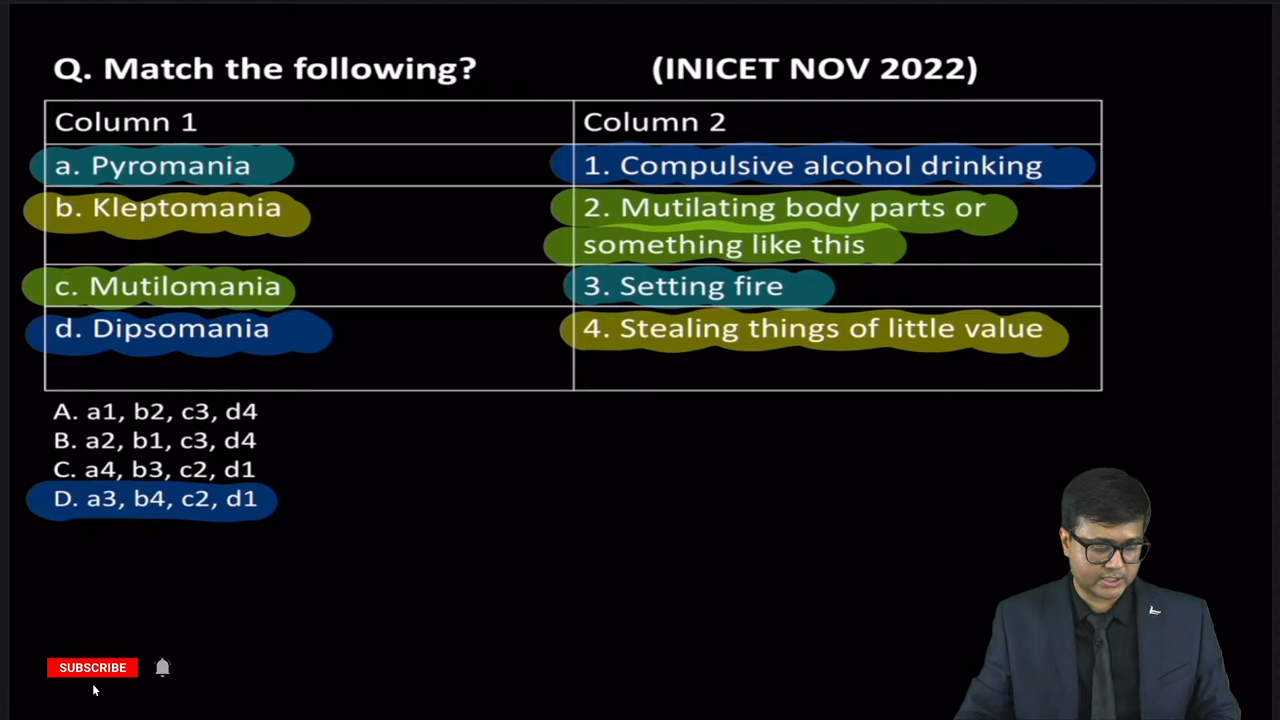 Q. Match the following? (INICET NOV 2022)
Column 1 Column 2
a. Pyromania 1. Compulsive alcohol drinking
b. Kleptomania 2. Mutilating body parts or
something like this
c. Mutilomania 3. Setting fire
d. Dipsomania 4. Stealing things of little value
A. a1, b2, c3, d4
B. a2, b1, c3, d4
C. a4, b3, c2, d1
D. a3, b4, c2, d1
SUBSCRIBE